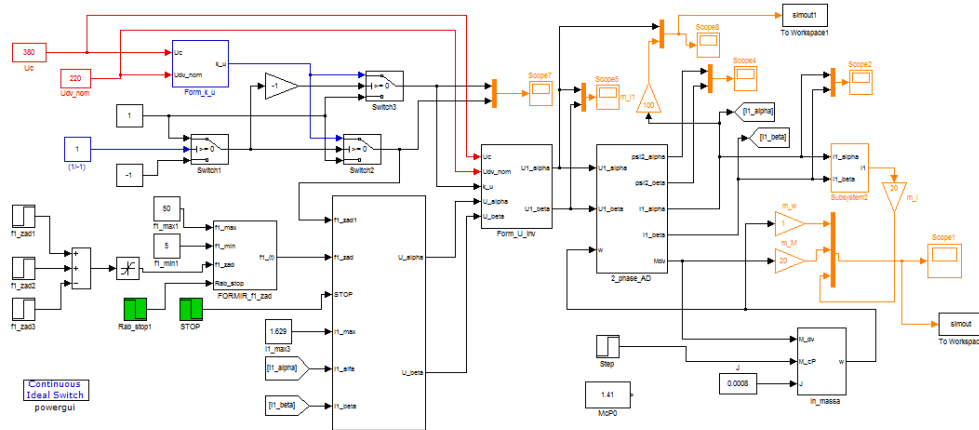 380
Uc
220
Udv_nom
Uc
Udv_nom
k_u
Form_k_u
-1
>= 0
Switch3
1
1
(1/-1)
-1
>= 0
Switch1
>= 0
Switch2
Scope7
Scope5
m_I1
100
Scope8
simout1
To Workspace1
Scope4
[I1_alpha]
[I1_beta]
Scope2
Uc
Udv_nom
k_u
U_alpha
U_beta
U1_alpha
U1_beta
Form_U_Inv
U1_alpha
U1_beta
w
psi2_alpha
psi2_beta
I1_alpha
I1_beta
Mdv
2_phase_AD
I1_alpha
I1_beta
I1
Subsystem2
20
m_I
m_w
1
m_M
20
Scope1
simout
To Workspace
f1_zad1
f1_zad2
f1_zad3
+
+
−
50
f1_max1
5
f1_min1
f1_max
f1_min
f1_zad
Rab_stop
f1_(t)
FORMIR_f1_zad
Rab_stop1
STOP
1.629
I1_max3
[I1_alpha]
[I1_beta]
f1_zad1
f1_zad
STOP
I1_max
I1_alfa
I1_beta
U_alpha
U_beta
Step
J
0.0008
1.41
McP0
M_dv
M_cP
J
w
in_massa
Continuous
Ideal Switch
powergui